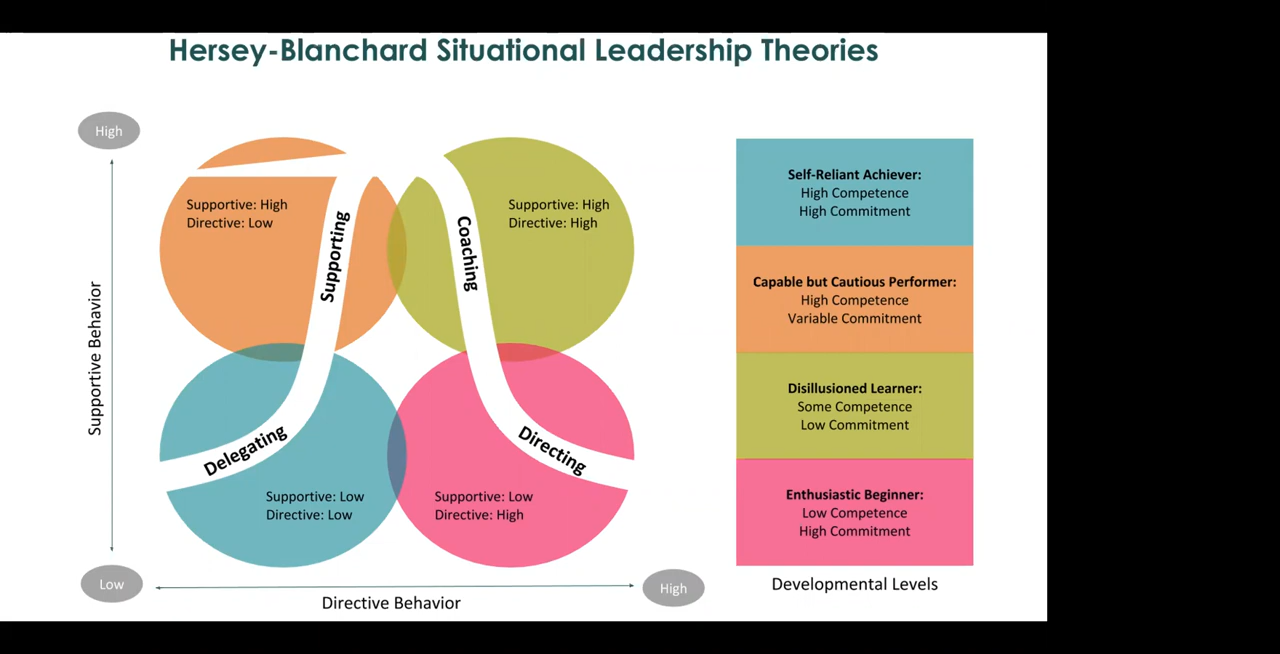 Hersey-Blanchard Situational Leadership Theories
High
Supportive: High
Directive: Low
Supporting
Coaching
Supportive: High
Directive: High
Supportive Behavior
Delegating
Supportive: Low
Directive: Low
Directing
Supportive: Low
Directive: High
Low
High
Directive Behavior
Self-Reliant Achiever:
High Competence
High Commitment
Capable but Cautious Performer:
High Competence
Variable Commitment
Disillusioned Learner:
Some Competence
Low Commitment
Enthusiastic Beginner:
Low Competence
High Commitment
Developmental Levels